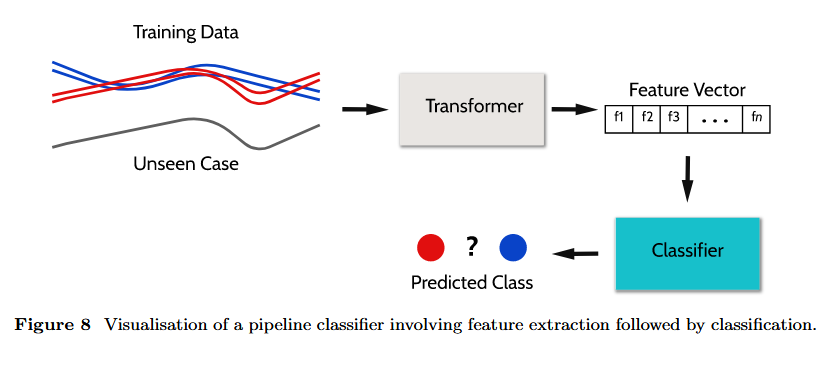 Training Data
Transformer
Feature Vector
f1 f2 f3 ... fn
Unseen Case
Classifier
?
Predicted Class
Figure 8 Visualisation of a pipeline classifier involving feature extraction followed by classification.